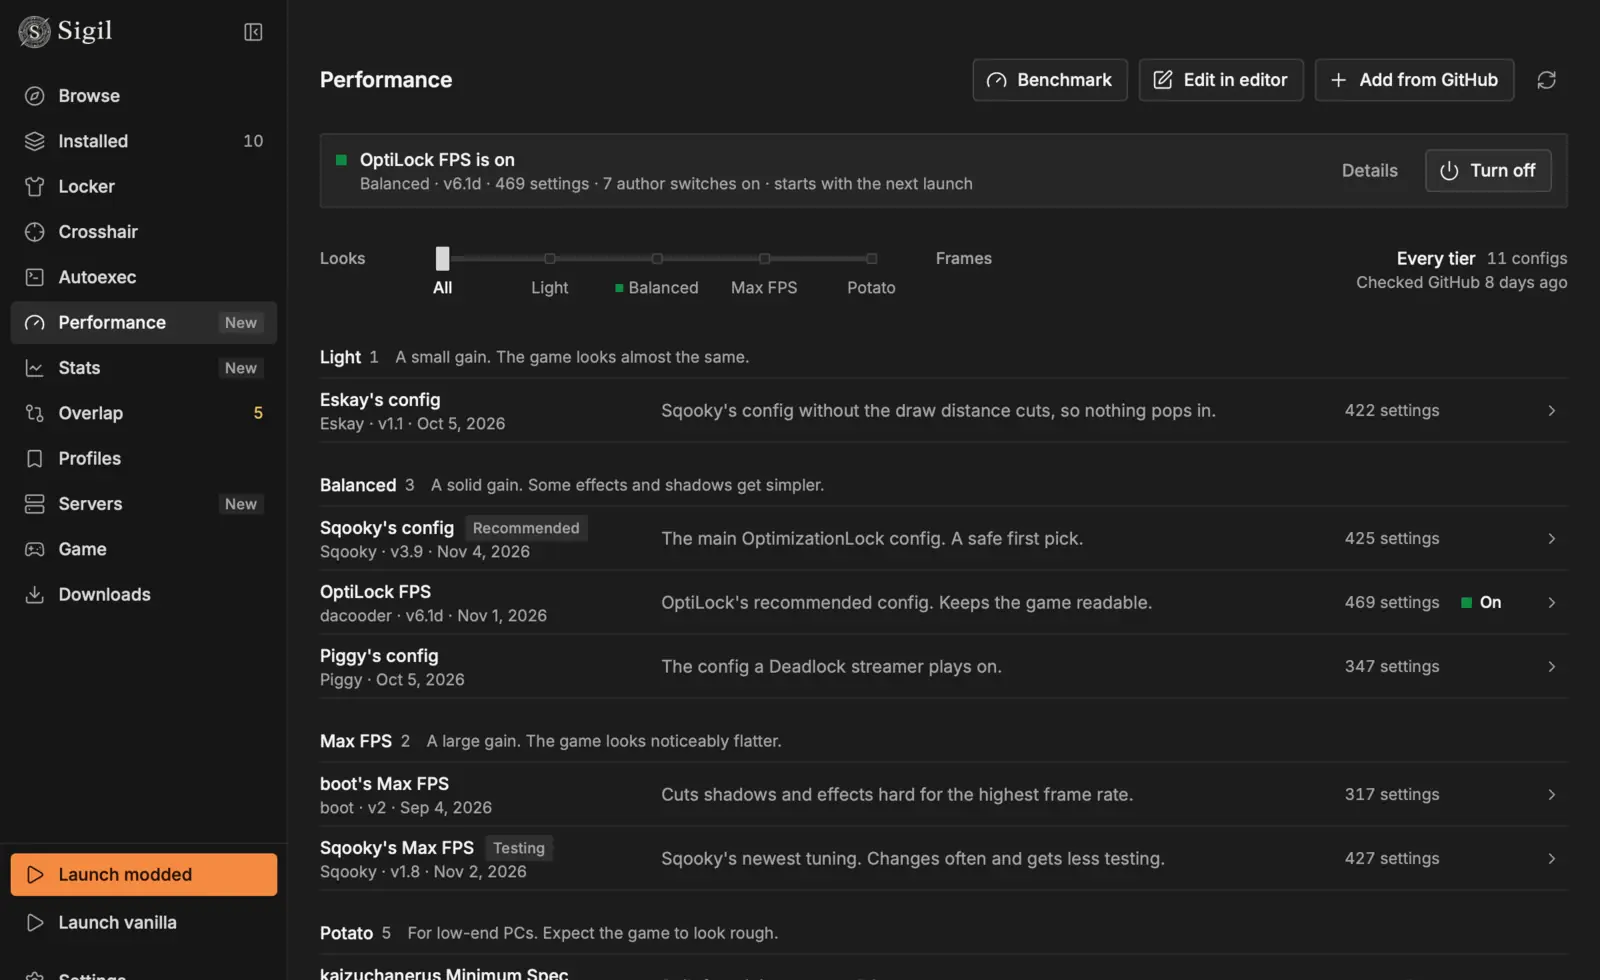 Sigil
Browse
Installed 10
Locker
Crosshair
Autoexec
Performance New
Stats New
Overlap 5
Profiles
Servers New
Game
Downloads
Launch modded
Launch vanilla
Settings
Performance
Benchmark
Edit in editor
Add from GitHub
OptiLock FPS is on
Balanced · v6.1d · 469 settings · 7 author switches on · starts with the next launch
Details
Turn off
Looks
All
Light
Balanced
Max FPS
Potato
Frames
Every tier 11 configs
Checked GitHub 8 days ago
Light 1 A small gain. The game looks almost the same.
Eskay's config
Eskay · v1.1 · Oct 5, 2026
Sqooky's config without the draw distance cuts, so nothing pops in.
422 settings
Balanced 3 A solid gain. Some effects and shadows get simpler.
Sqooky's config Recommended
Sqooky · v3.9 · Nov 4, 2026
The main OptimizationLock config. A safe first pick.
425 settings
OptiLock FPS
dacooder · v6.1d · Nov 1, 2026
OptiLock's recommended config. Keeps the game readable.
469 settings On
Piggy's config
Piggy · Oct 5, 2026
The config a Deadlock streamer plays on.
347 settings
Max FPS 2 A large gain. The game looks noticeably flatter.
boot's Max FPS
boot · v2 · Sep 4, 2026
Cuts shadows and effects hard for the highest frame rate.
317 settings
Sqooky's Max FPS Testing
Sqooky · v1.8 · Nov 2, 2026
Sqooky's newest tuning. Changes often and gets less testing.
427 settings
Potato 5 For low-end PCs. Expect the game to look rough.
kaizuchanerus Minimum Spec